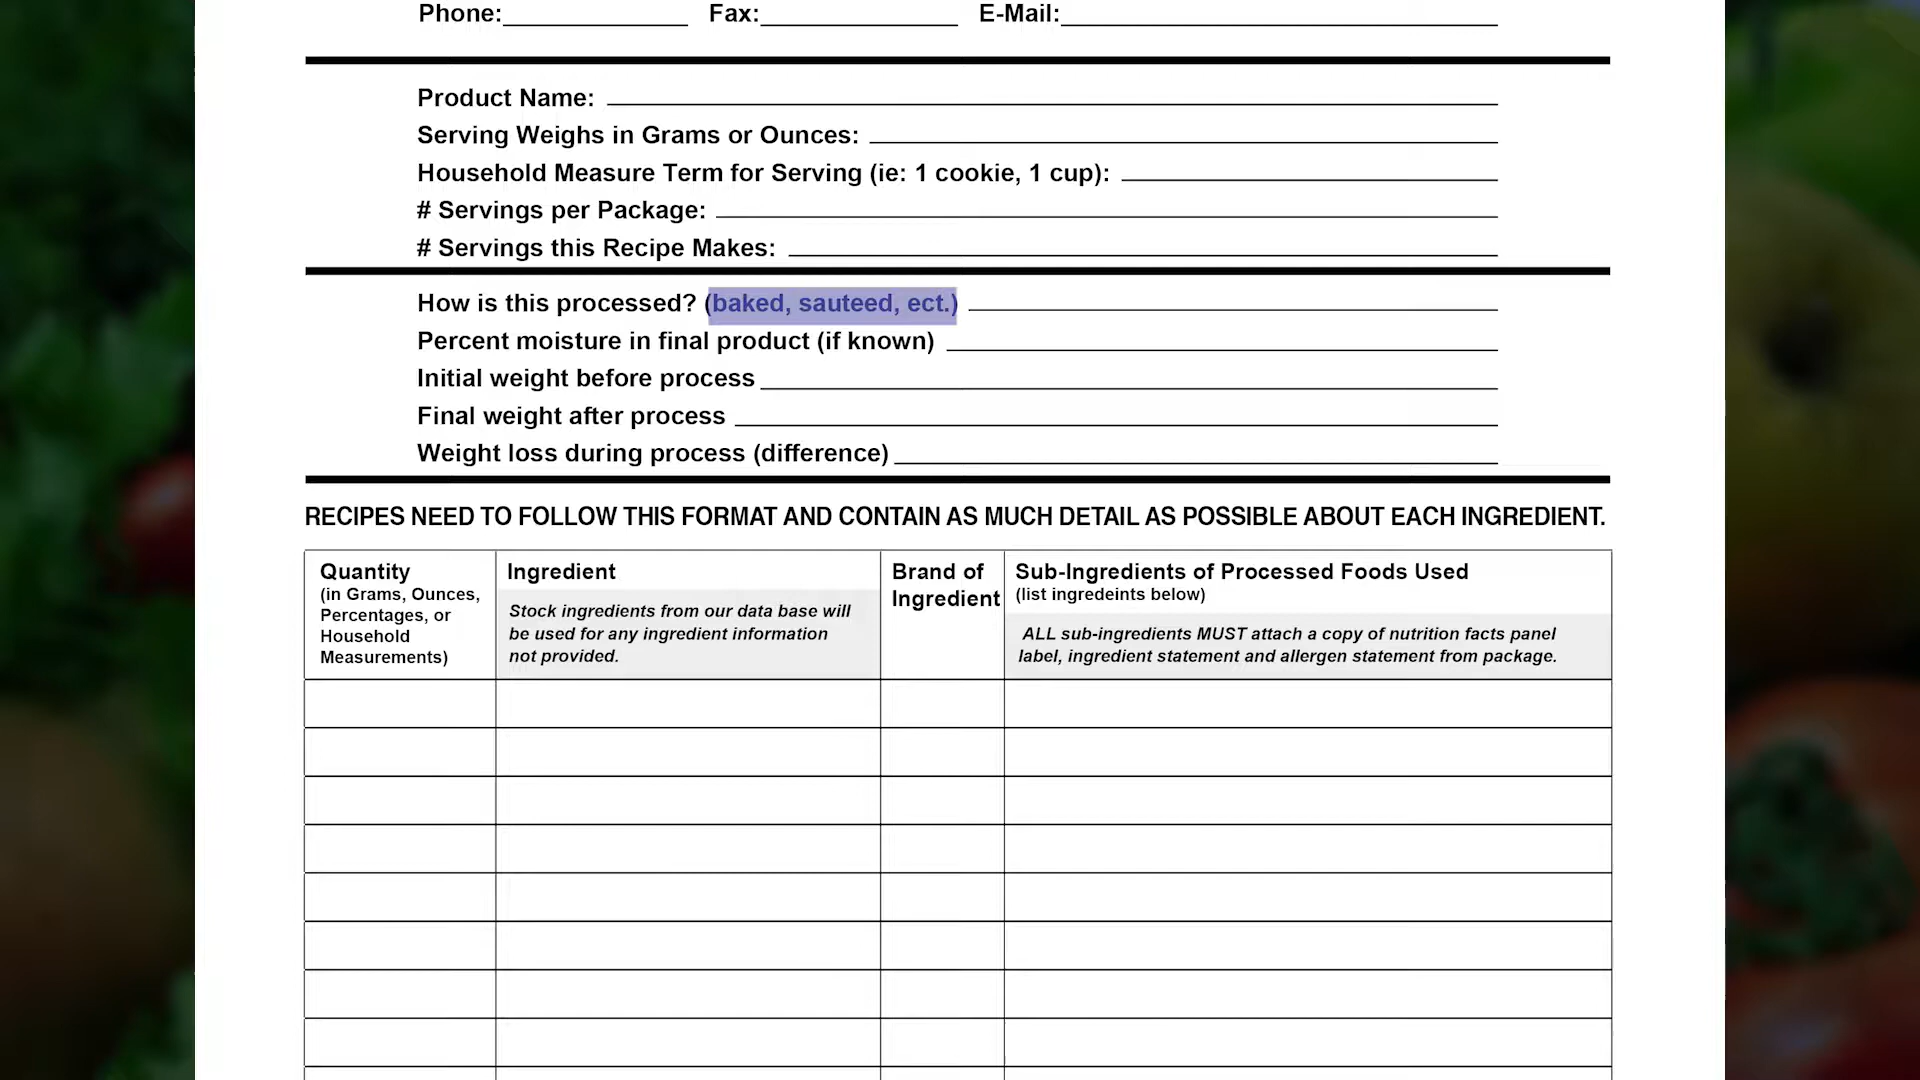 Phone: Fax: E-Mail:
Product Name:
Serving Weighs in Grams or Ounces:
Household Measure Term for Serving (ie: 1 cookie, 1 cup):
# Servings per Package:
# Servings this Recipe Makes:
How is this processed? (baked, sauteed, ect.)
Percent moisture in final product (if known)
Initial weight before process
Final weight after process
Weight loss during process (difference)
RECIPES NEED TO FOLLOW THIS FORMAT AND CONTAIN AS MUCH DETAIL AS POSSIBLE ABOUT EACH INGREDIENT.
Quantity
(in Grams, Ounces,
Percentages, or
Household
Measurements)
Ingredient
Stock ingredients from our data base will
be used for any ingredient information
not provided.
Brand of
Ingredient
Sub-Ingredients of Processed Foods Used
(list ingredeints below)
ALL sub-ingredients MUST attach a copy of nutrition facts panel
label, ingredient statement and allergen statement from package.